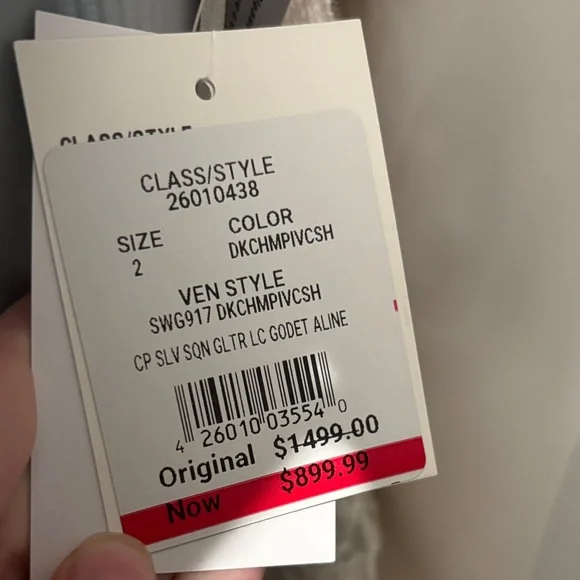 CLASS/STYLE
CLASS/STYLE
26010438
SIZE COLOR
2 DKCHMPIVCSH
VEN STYLE
SWG917 DKCHMPIVCSH
CP SLV SQN GLTR LC GODET ALINE
4 26010 03554 0
Original $1499.00
Now $899.99